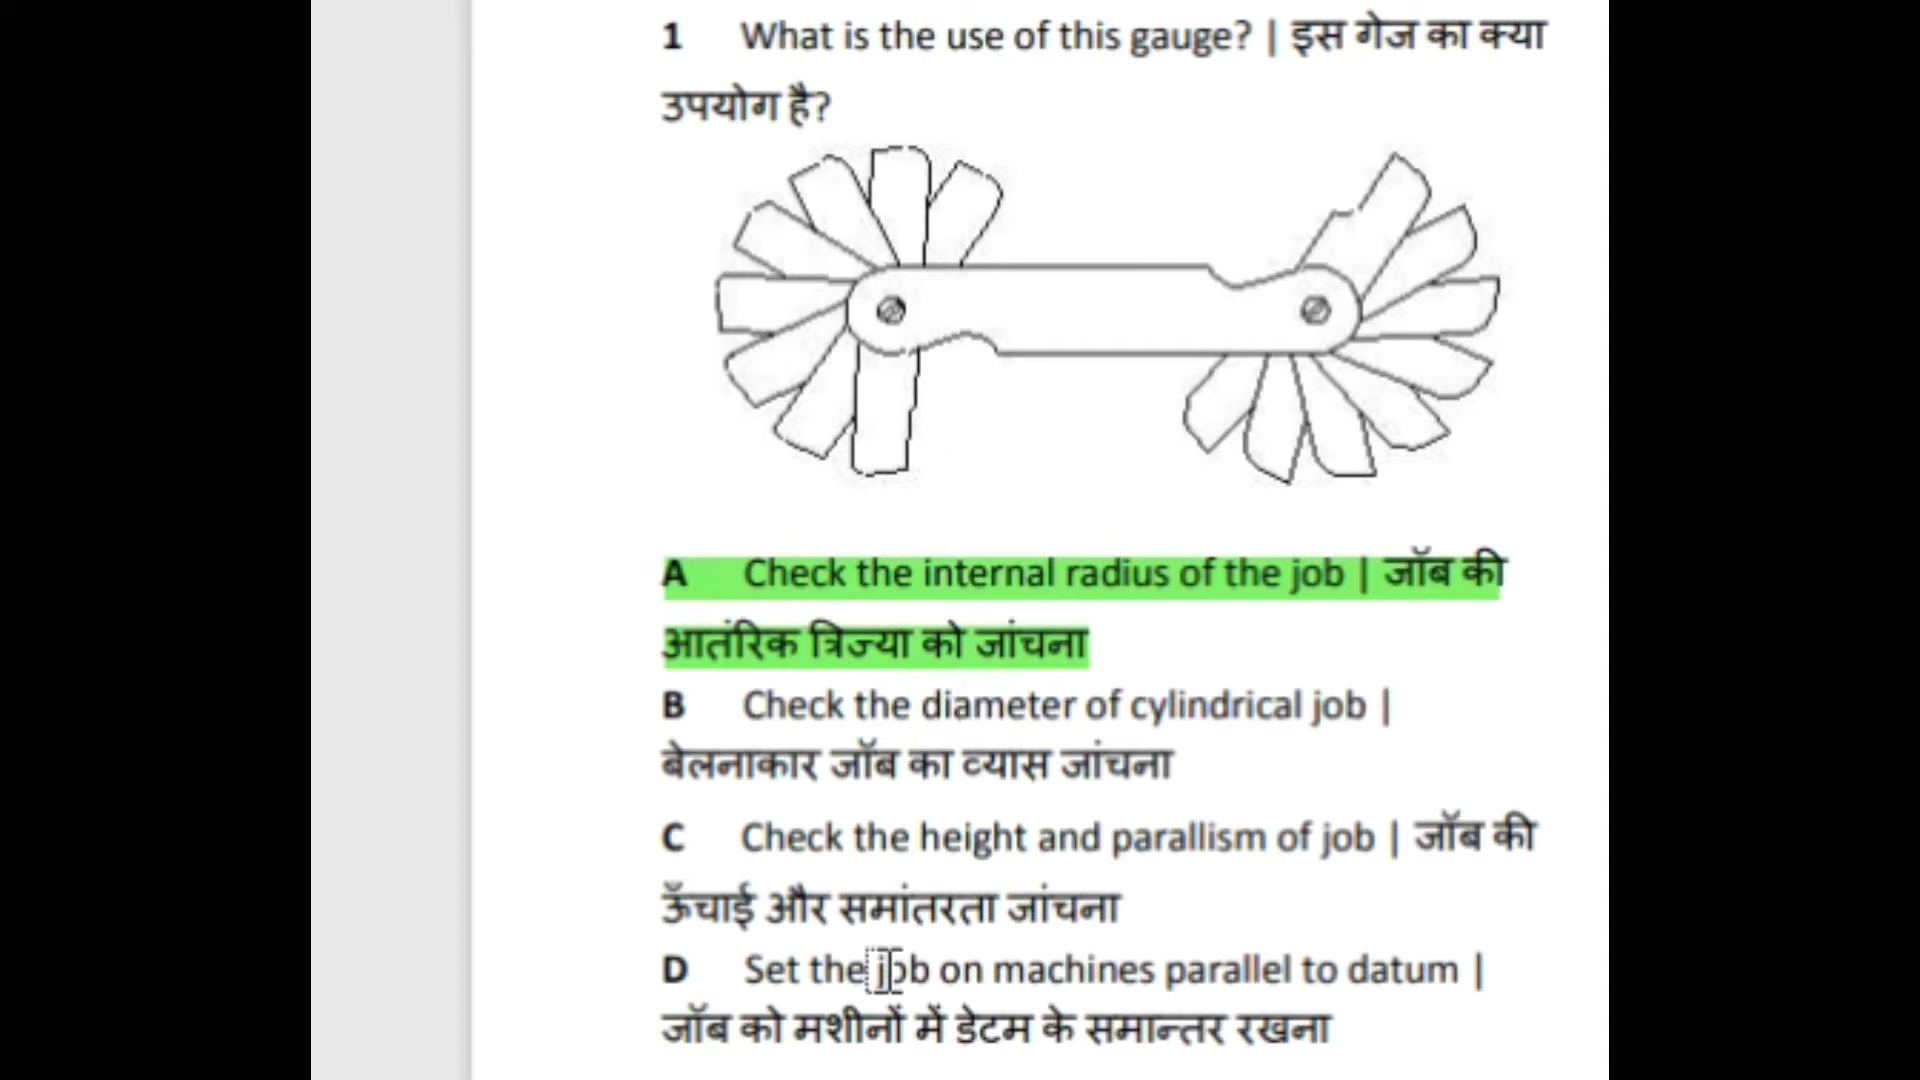 1 What is the use of this gauge? | इस गेज का क्या
उपयोग है?
A Check the internal radius of the job | जॉब की
आतंरिक त्रिज्या को जांचना
B Check the diameter of cylindrical job |
बेलनाकार जॉब का व्यास जांचना
C Check the height and parallism of job | जॉब की
ऊँचाई और समांतरता जांचना
D Set the job on machines parallel to datum |
जॉब को मशीनों में डेटम के समान्तर रखना